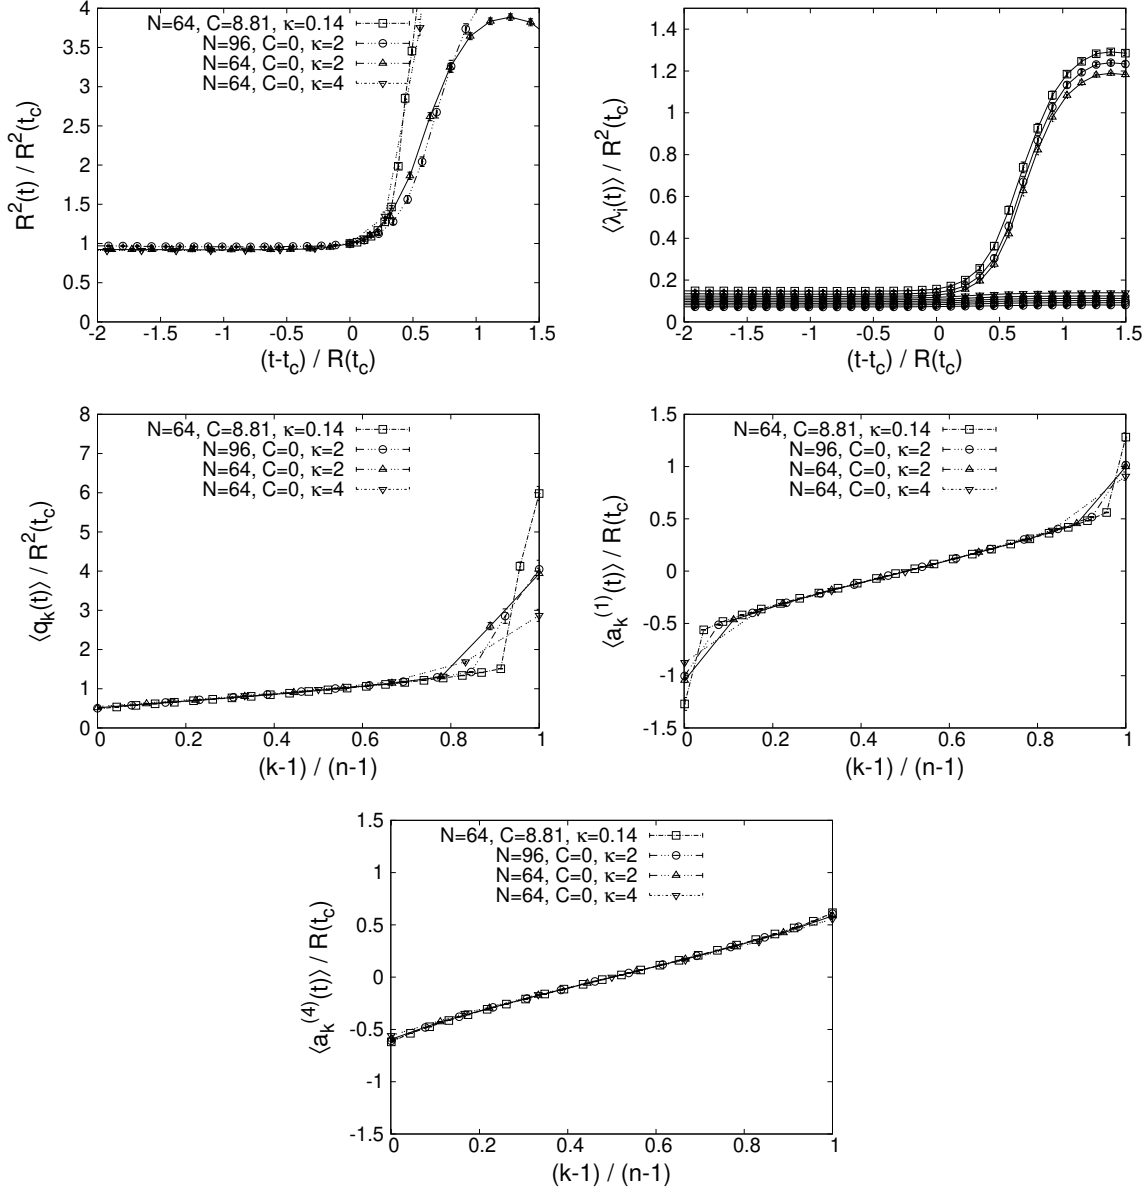 R²(t) / R²(t_c)
4
3.5
3
2.5
2
1.5
1
0.5
0
N=64, C=8.81, κ=0.14
N=96, C=0, κ=2
N=64, C=0, κ=2
N=64, C=0, κ=4
-2 -1.5 -1 -0.5 0 0.5 1 1.5
(t-t_c) / R(t_c)
⟨λ_i(t)⟩ / R²(t_c)
1.4
1.2
1
0.8
0.6
0.4
0.2
0
-2 -1.5 -1 -0.5 0 0.5 1 1.5
(t-t_c) / R(t_c)
⟨q_k(t)⟩ / R²(t_c)
8
7
6
5
4
3
2
1
0
N=64, C=8.81, κ=0.14
N=96, C=0, κ=2
N=64, C=0, κ=2
N=64, C=0, κ=4
0 0.2 0.4 0.6 0.8 1
(k-1) / (n-1)
⟨a_k^(1)(t)⟩ / R(t_c)
1.5
1
0.5
0
-0.5
-1
-1.5
N=64, C=8.81, κ=0.14
N=96, C=0, κ=2
N=64, C=0, κ=2
N=64, C=0, κ=4
0 0.2 0.4 0.6 0.8 1
(k-1) / (n-1)
⟨a_k^(4)(t)⟩ / R(t_c)
1.5
1
0.5
0
-0.5
-1
-1.5
N=64, C=8.81, κ=0.14
N=96, C=0, κ=2
N=64, C=0, κ=2
N=64, C=0, κ=4
0 0.2 0.4 0.6 0.8 1
(k-1) / (n-1)